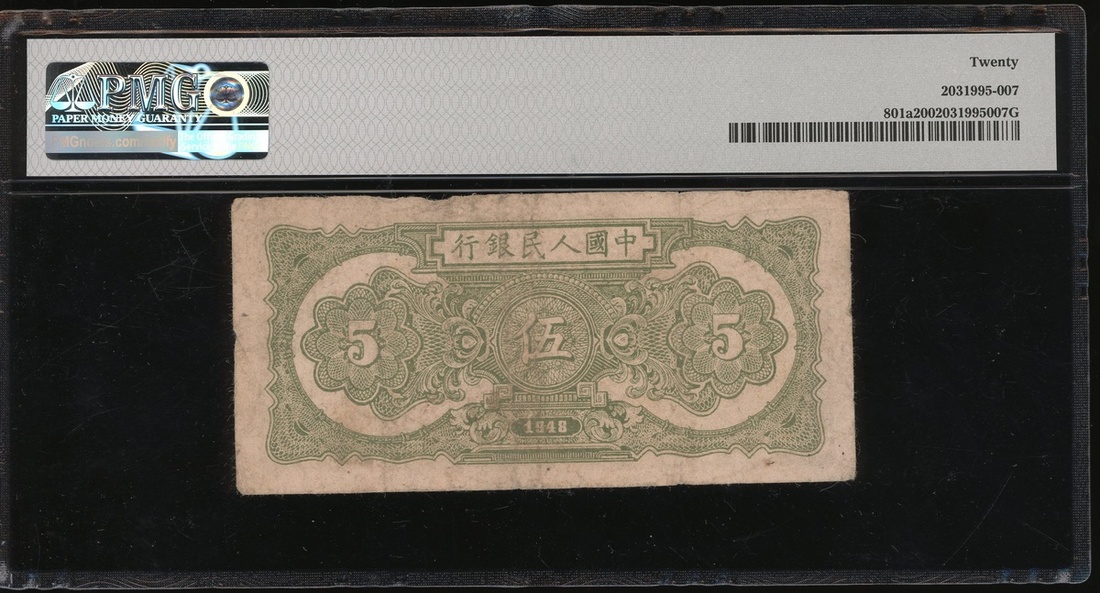 PMG
PAPER MONEY GUARANTY
Twenty
2031995-007
801a2002031995007G
行銀民人國中
5 伍 5
1948